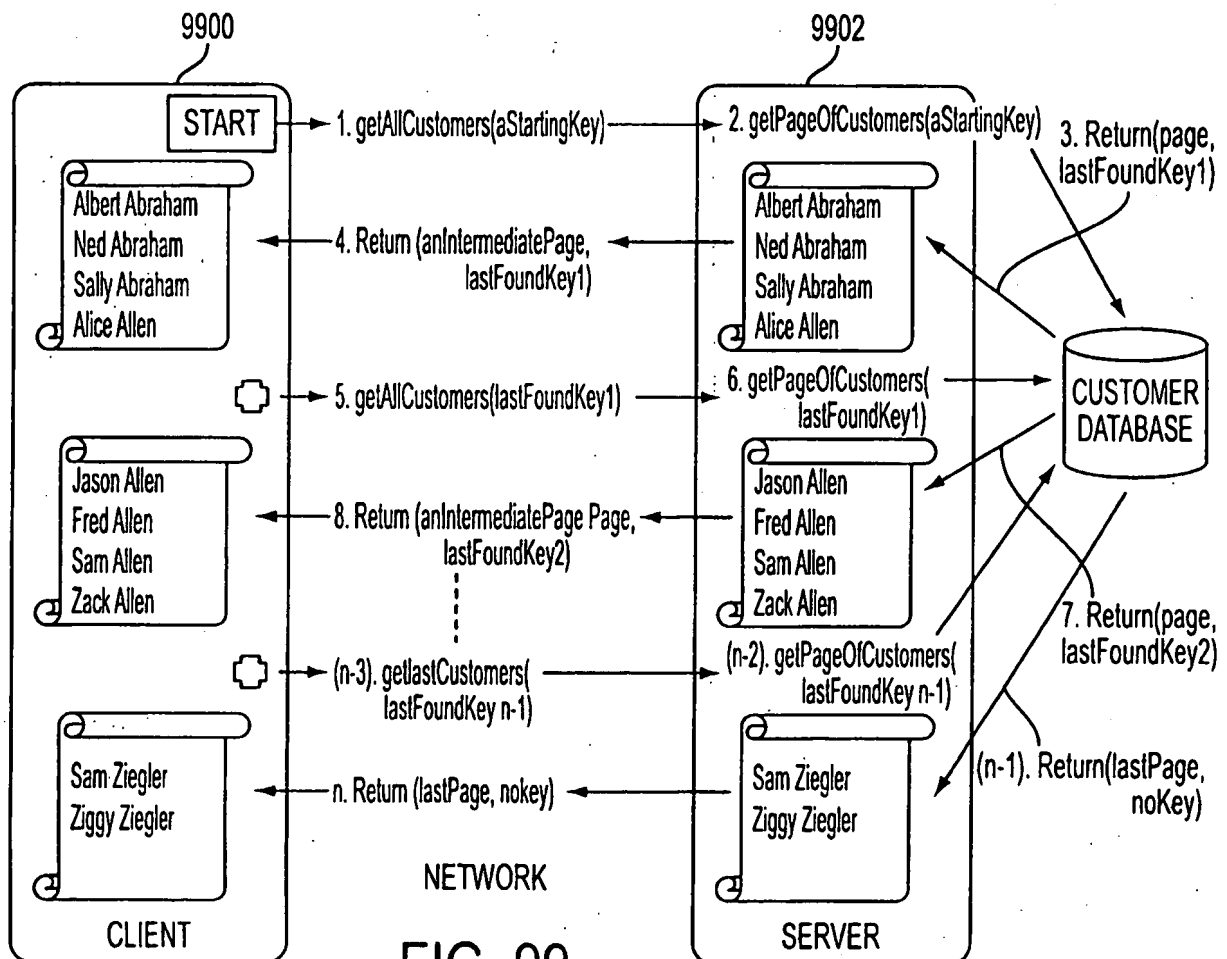 9900
9902
START
1. getAllCustomers(aStartingKey)
2. getPageOfCustomers(aStartingKey)
3. Return(page,
lastFoundKey1)
Albert Abraham
Ned Abraham
Sally Abraham
Alice Allen
4. Return (anIntermediatePage,
lastFoundKey1)
Albert Abraham
Ned Abraham
Sally Abraham
Alice Allen
5. getAllCustomers(lastFoundKey1)
6. getPageOfCustomers(
lastFoundKey1)
CUSTOMER
DATABASE
Jason Allen
Fred Allen
Sam Allen
Zack Allen
8. Return (anIntermediatePage Page,
lastFoundKey2)
Jason Allen
Fred Allen
Sam Allen
Zack Allen
7. Return(page,
lastFoundKey2)
(n-3). getlastCustomers(
lastFoundKey n-1)
(n-2). getPageOfCustomers(
lastFoundKey n-1)
(n-1). Return(lastPage,
noKey)
Sam Ziegler
Ziggy Ziegler
n. Return (lastPage, nokey)
Sam Ziegler
Ziggy Ziegler
NETWORK
CLIENT
SERVER